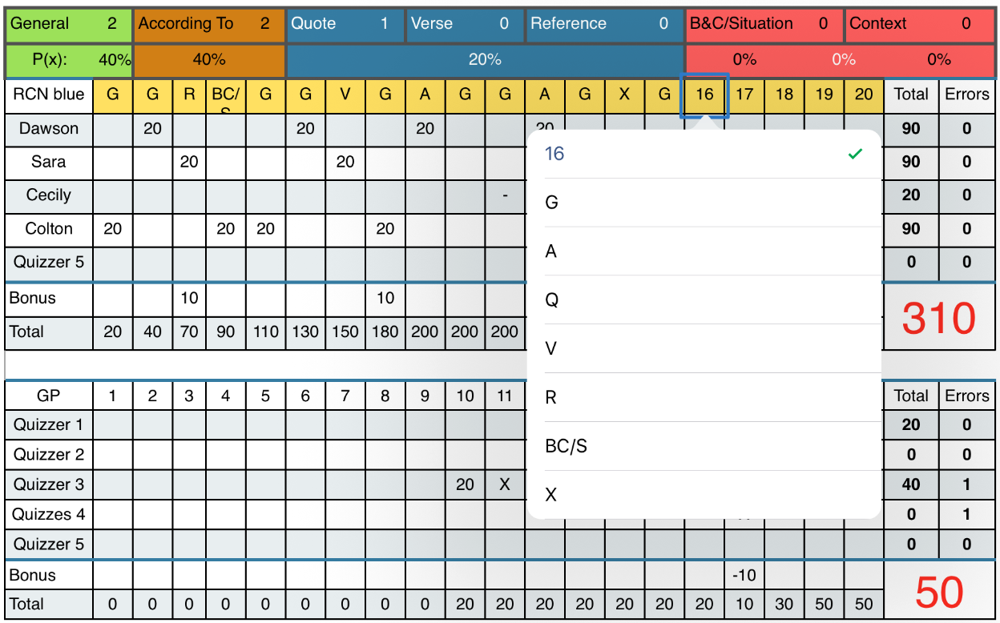 General 2 According To 2 Quote 1 Verse 0 Reference 0 B&C/Situation 0 Context 0
P(x): 40% 40% 20% 0% 0% 0%
RCN blue G G R BC/S G G V G A G G A G X G 16 17 18 19 20 Total Errors
Dawson 20 20 20 20 90 0
16
Sara 20 20 90 0
Cecily - 20 0
G
Colton 20 20 20 20 90 0
A
Quizzer 5 0 0
Bonus 10 10
Q
310
Total 20 40 70 90 110 130 150 180 200 200 200
V
GP 1 2 3 4 5 6 7 8 9 10 11 Total Errors
R
Quizzer 1 20 0
BC/S
Quizzer 2 0 0
Quizzer 3 20 X 40 1
X
Quizzes 4 0 1
Quizzer 5 0 0
Bonus -10
50
Total 0 0 0 0 0 0 0 0 0 20 20 20 20 20 20 20 10 30 50 50